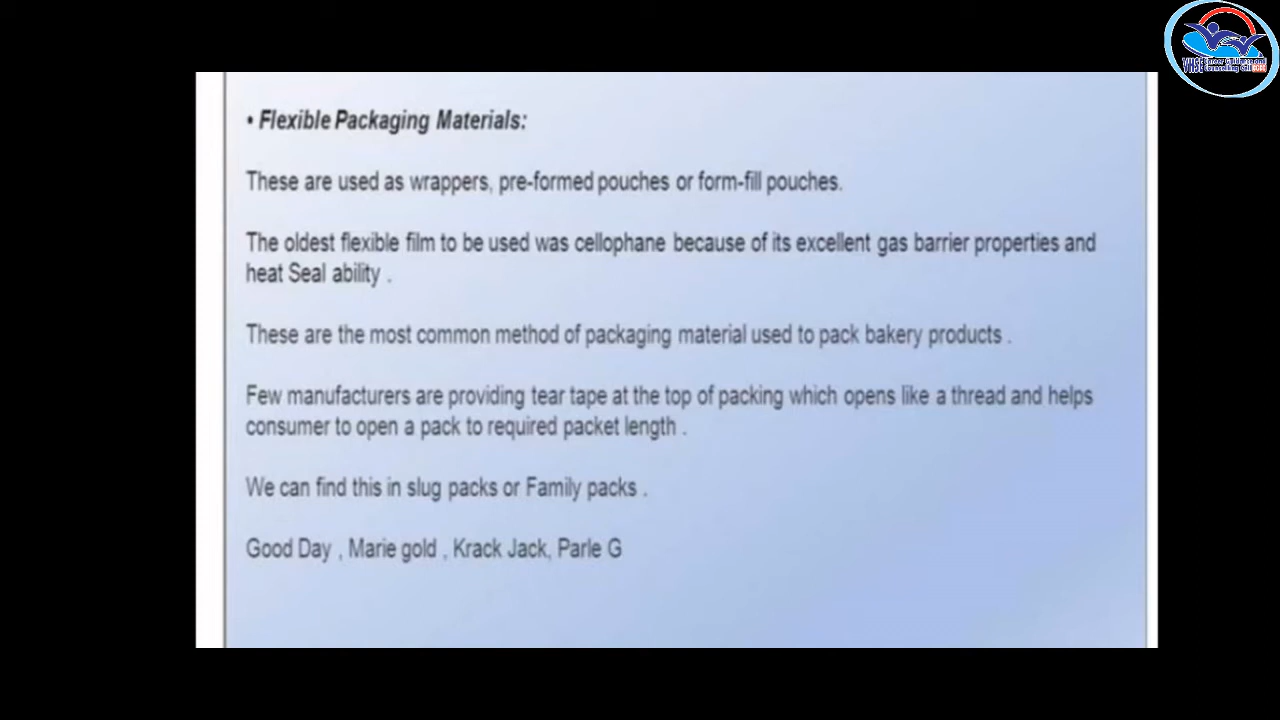 • Flexible Packaging Materials:
These are used as wrappers, pre-formed pouches or form-fill pouches.
The oldest flexible film to be used was cellophane because of its excellent gas barrier properties and
heat Seal ability .
These are the most common method of packaging material used to pack bakery products .
Few manufacturers are providing tear tape at the top of packing which opens like a thread and helps
consumer to open a pack to required packet length .
We can find this in slug packs or Family packs .
Good Day , Marie gold , Krack Jack, Parle G
VHSE